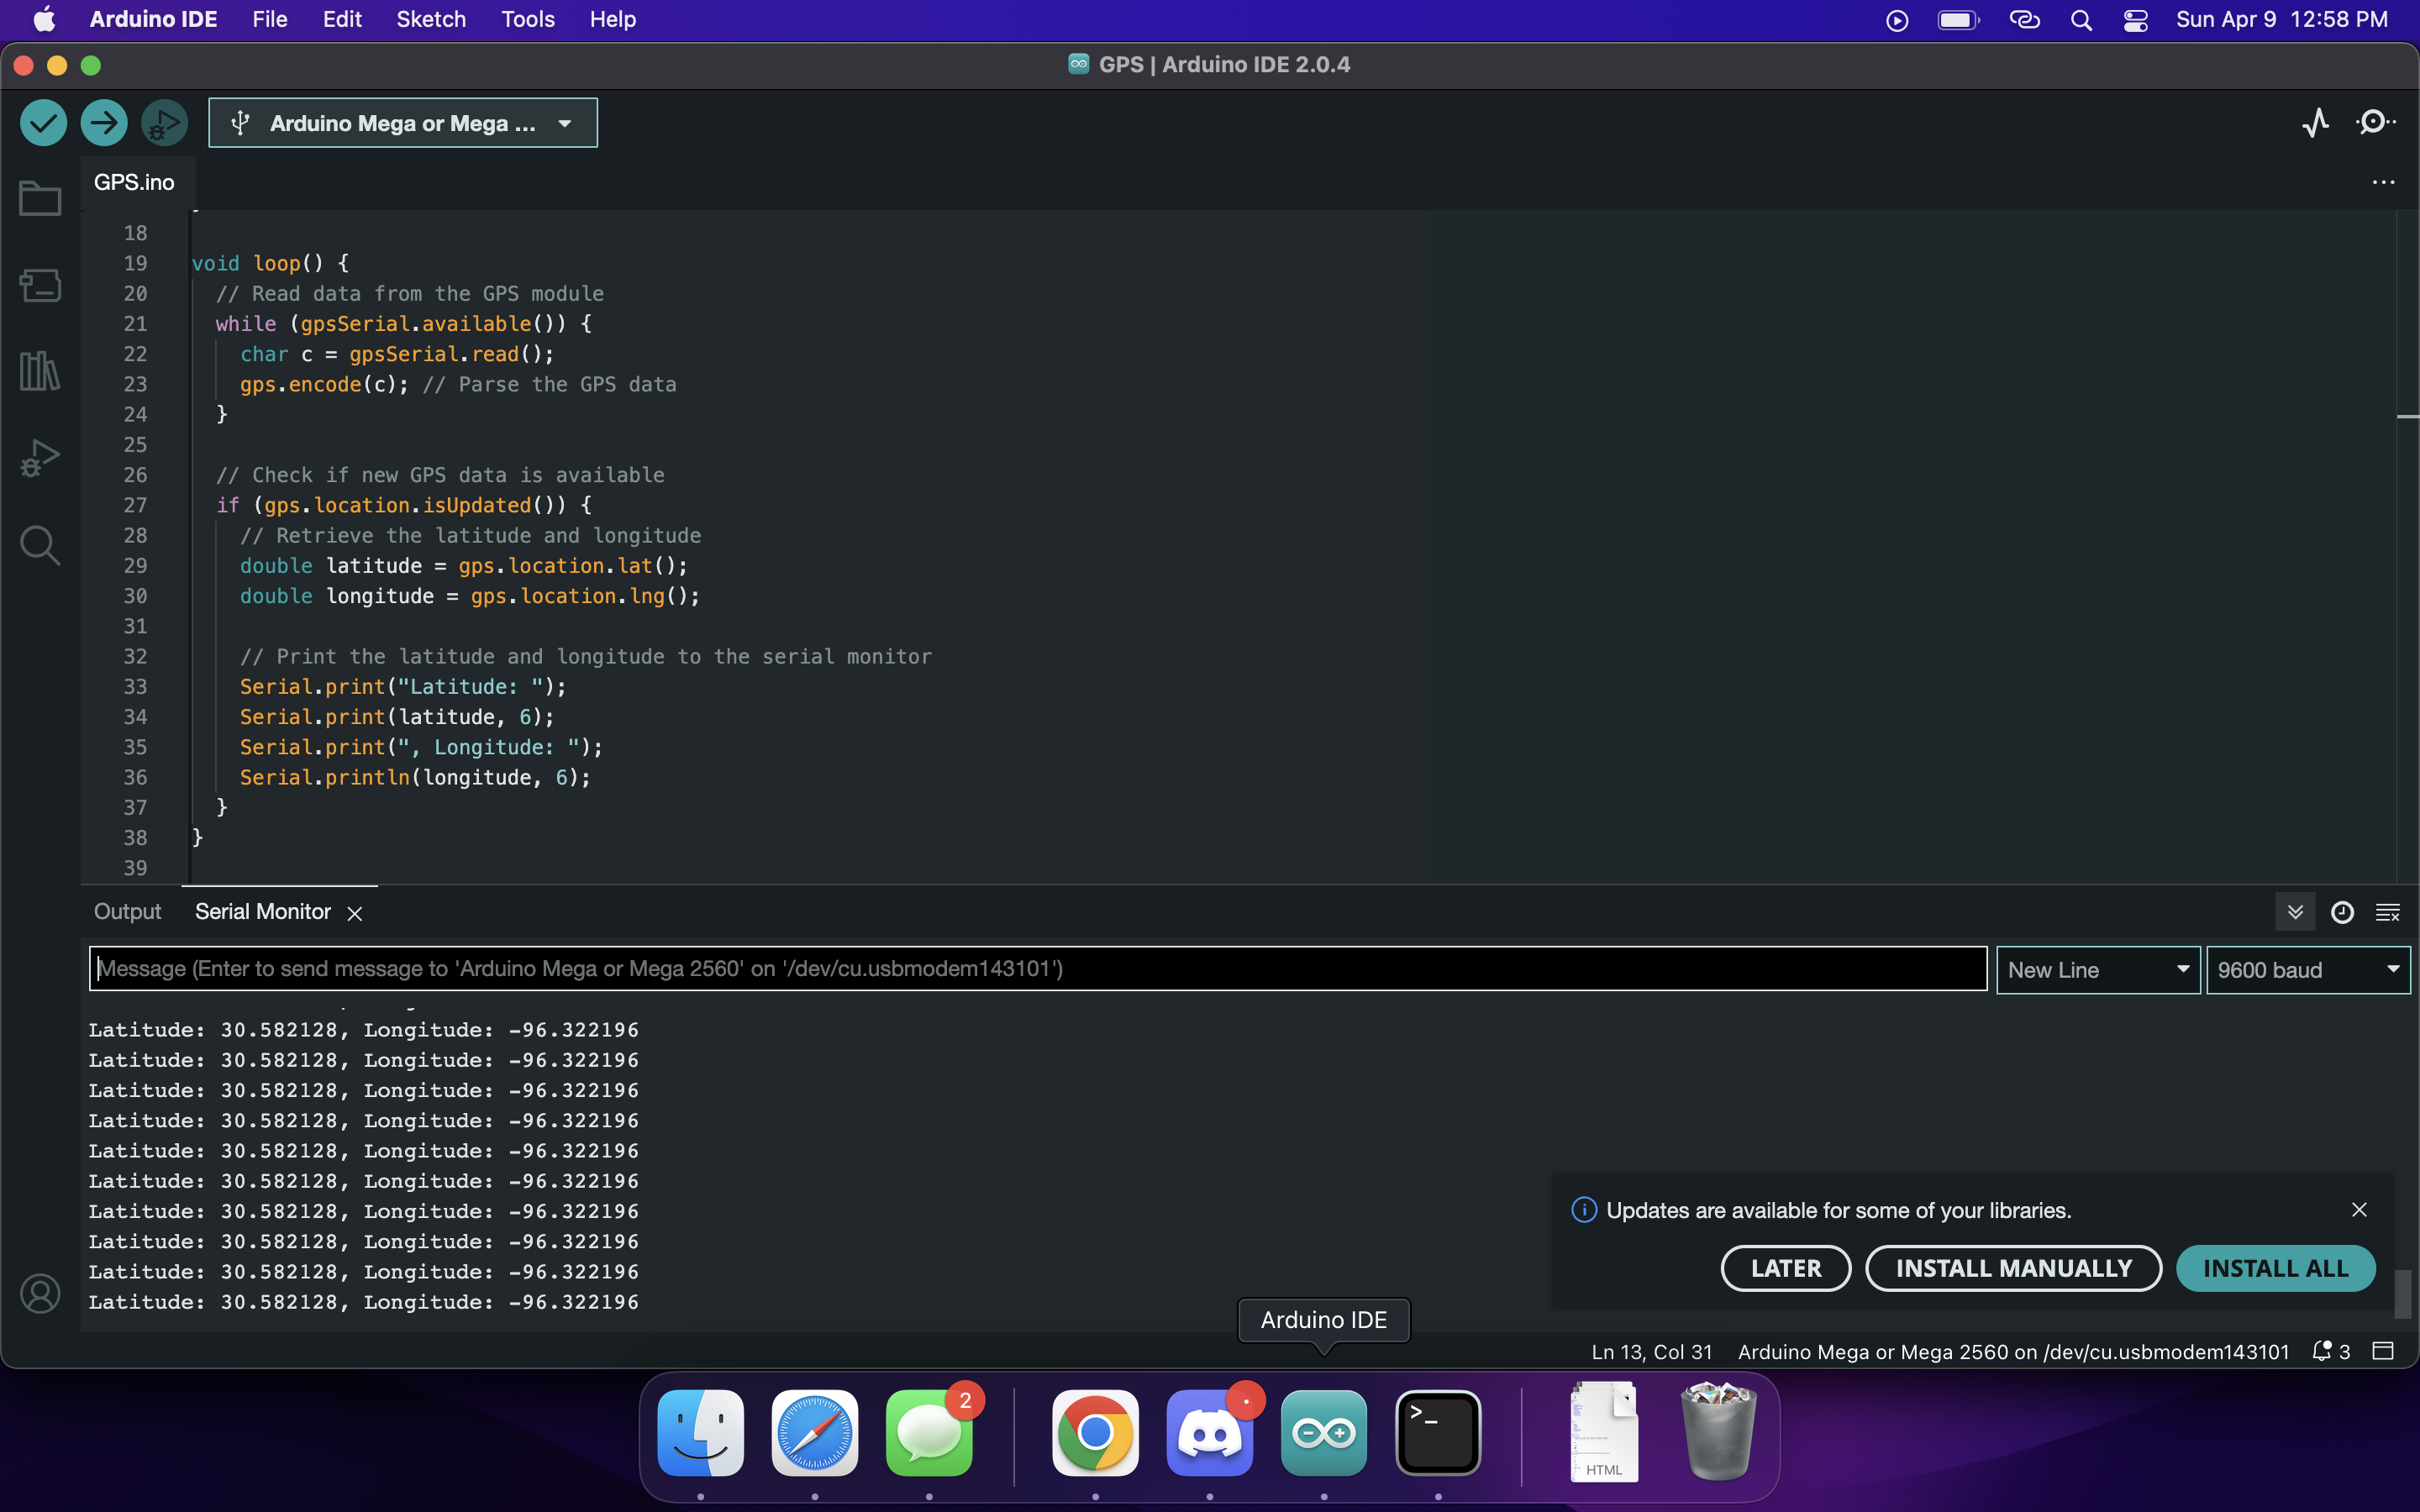 Arduino IDE File Edit Sketch Tools Help Sun Apr 9 12:58 PM
GPS | Arduino IDE 2.0.4
Arduino Mega or Mega ...
GPS.ino
...
18
19 void loop() {
20 // Read data from the GPS module
21 while (gpsSerial.available()) {
22 char c = gpsSerial.read();
23 gps.encode(c); // Parse the GPS data
24 }
25
26 // Check if new GPS data is available
27 if (gps.location.isUpdated()) {
28 // Retrieve the latitude and longitude
29 double latitude = gps.location.lat();
30 double longitude = gps.location.lng();
31
32 // Print the latitude and longitude to the serial monitor
33 Serial.print("Latitude: ");
34 Serial.print(latitude, 6);
35 Serial.print(", Longitude: ");
36 Serial.println(longitude, 6);
37 }
38 }
39
Output Serial Monitor
Message (Enter to send message to 'Arduino Mega or Mega 2560' on '/dev/cu.usbmodem143101') New Line 9600 baud
Latitude: 30.582128, Longitude: -96.322196
Latitude: 30.582128, Longitude: -96.322196
Latitude: 30.582128, Longitude: -96.322196
Latitude: 30.582128, Longitude: -96.322196
Latitude: 30.582128, Longitude: -96.322196
Latitude: 30.582128, Longitude: -96.322196
Latitude: 30.582128, Longitude: -96.322196
Latitude: 30.582128, Longitude: -96.322196
Latitude: 30.582128, Longitude: -96.322196
Latitude: 30.582128, Longitude: -96.322196
Updates are available for some of your libraries.
LATER INSTALL MANUALLY INSTALL ALL
Arduino IDE
Ln 13, Col 31 Arduino Mega or Mega 2560 on /dev/cu.usbmodem143101 3
2
>_
HTML